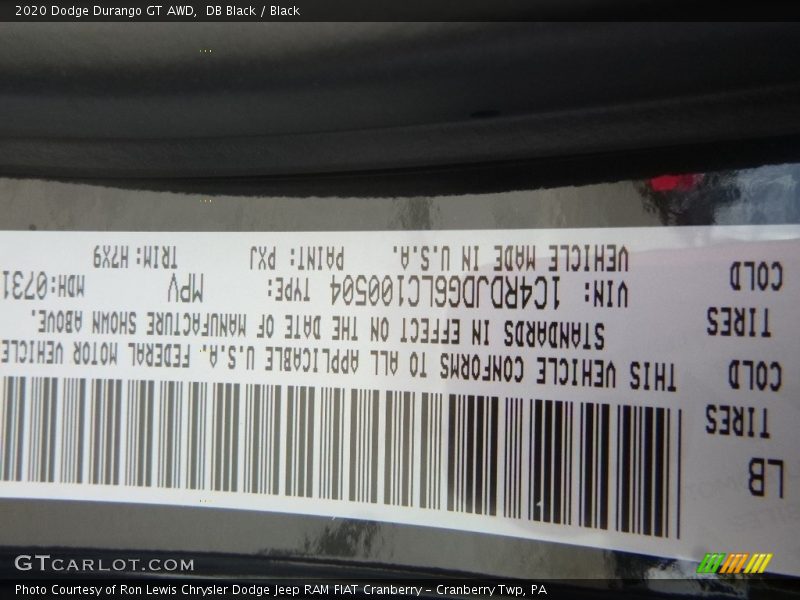 2020 Dodge Durango GT AWD,  DB Black / Black
LB
TIRES
COLD
TIRES
COLD
THIS VEHICLE CONFORMS TO ALL APPLICABLE U.S.A. FEDERAL MOTOR VEHICLE
STANDARDS IN EFFECT ON THE DATE OF MANUFACTURE SHOWN ABOVE.
VIN: 1C4RDJDG6LC100504 TYPE: MPV MDH:0731
VEHICLE MADE IN U.S.A. PAINT: PXJ TRIM: H7X9
GTCARLOT.COM
Photo Courtesy of Ron Lewis Chrysler Dodge Jeep RAM FIAT Cranberry – Cranberry Twp, PA